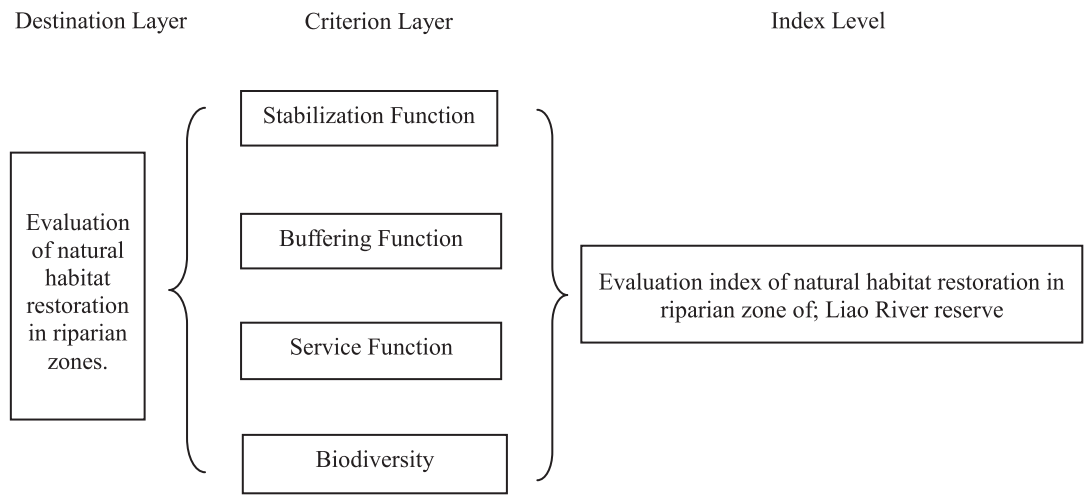 Destination Layer
Criterion Layer
Index Level
Evaluation
of natural
habitat
restoration
in riparian
zones.
Stabilization Function
Buffering Function
Service Function
Biodiversity
Evaluation index of natural habitat restoration in
riparian zone of; Liao River reserve